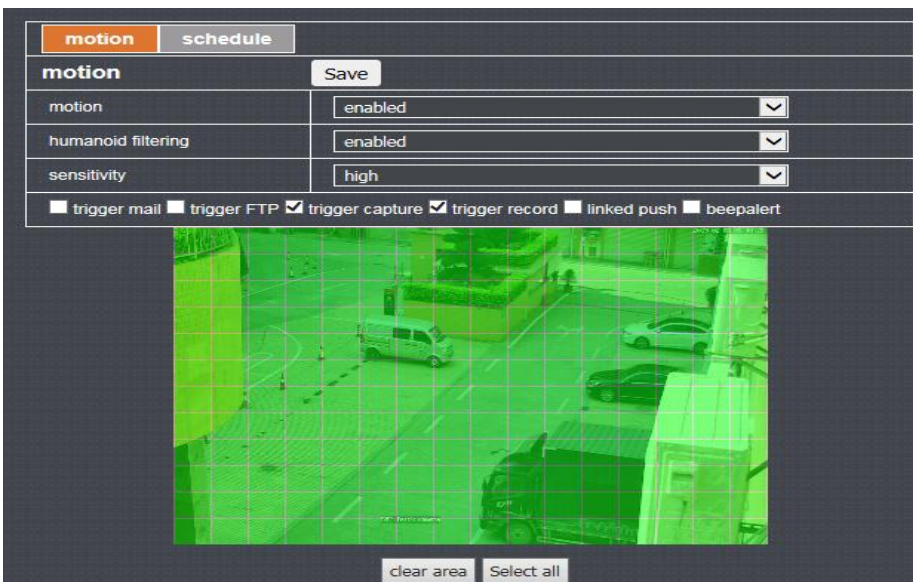 motion schedule
motion Save
motion enabled
humanoid filtering enabled
sensitivity high
trigger mail trigger FTP trigger capture trigger record linked push beepalert
clear area Select all